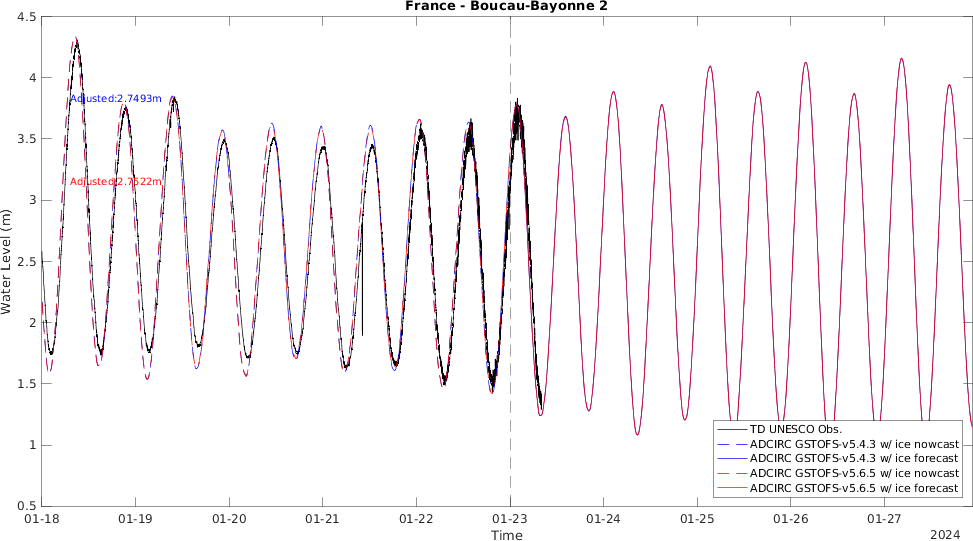 France - Boucau-Bayonne 2
4.5
4
3.5
3
2.5
2
1.5
1
0.5
Water Level (m)
Adjusted:2.7493m
Adjusted:2.7522m
TD UNESCO Obs.
ADCIRC GSTOFS-v5.4.3 w/ ice nowcast
ADCIRC GSTOFS-v5.4.3 w/ ice forecast
ADCIRC GSTOFS-v5.6.5 w/ ice nowcast
ADCIRC GSTOFS-v5.6.5 w/ ice forecast
01-18 01-19 01-20 01-21 01-22 01-23 01-24 01-25 01-26 01-27
Time
2024